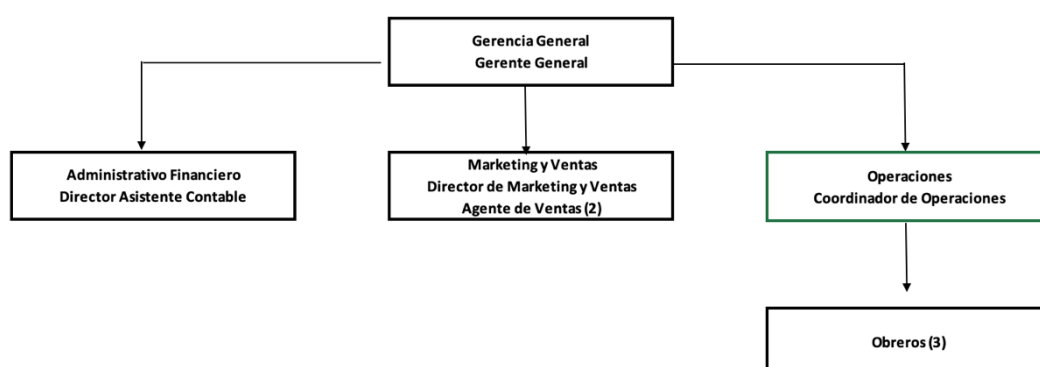 Gerencia General
Gerente General
Administrativo Financiero
Director Asistente Contable
Marketing y Ventas
Director de Marketing y Ventas
Agente de Ventas (2)
Operaciones
Coordinador de Operaciones
Obreros (3)